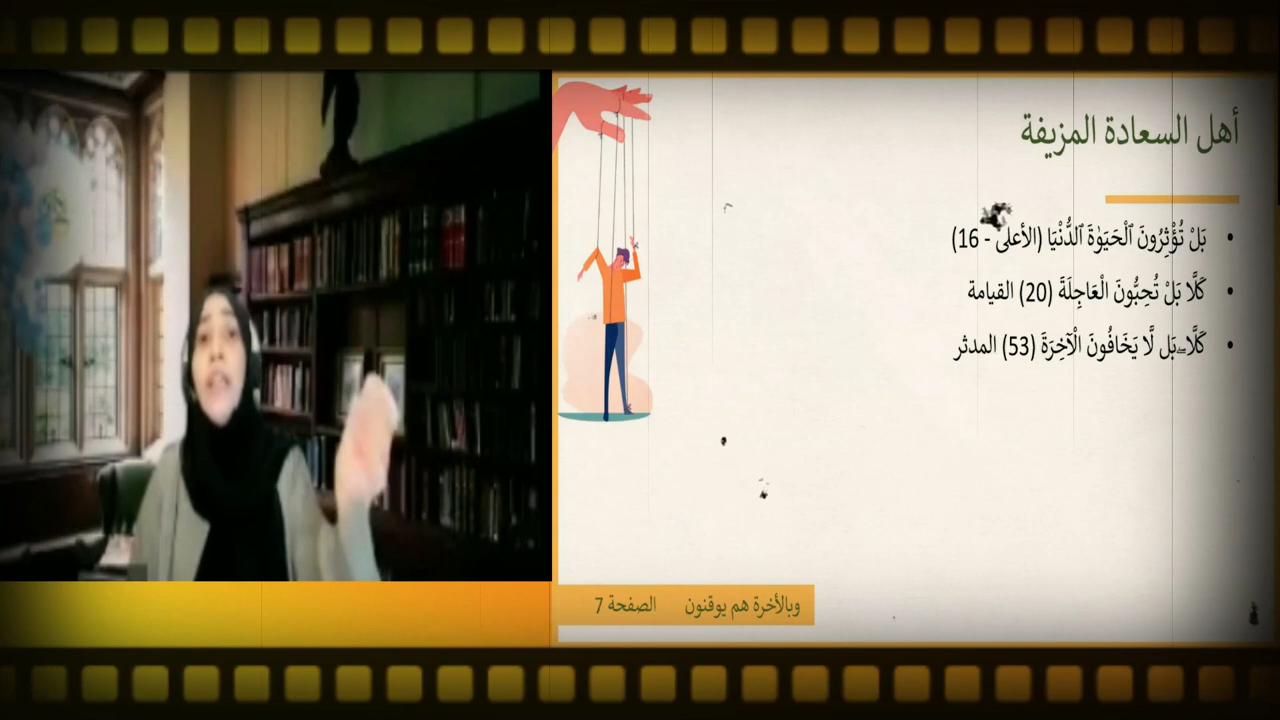 أهل السعادة المزيفة
• بَلْ تُؤْثِرُونَ ٱلْحَيَوٰةَ ٱلدُّنْيَا (الأعلى - 16)
• كَلَّا بَلْ تُحِبُّونَ الْعَاجِلَةَ (20) القيامة
• كَلَّا ۖ بَل لَّا يَخَافُونَ الْآخِرَةَ (53) المدثر
وبالأخرة هم يوقنون الصفحة 7